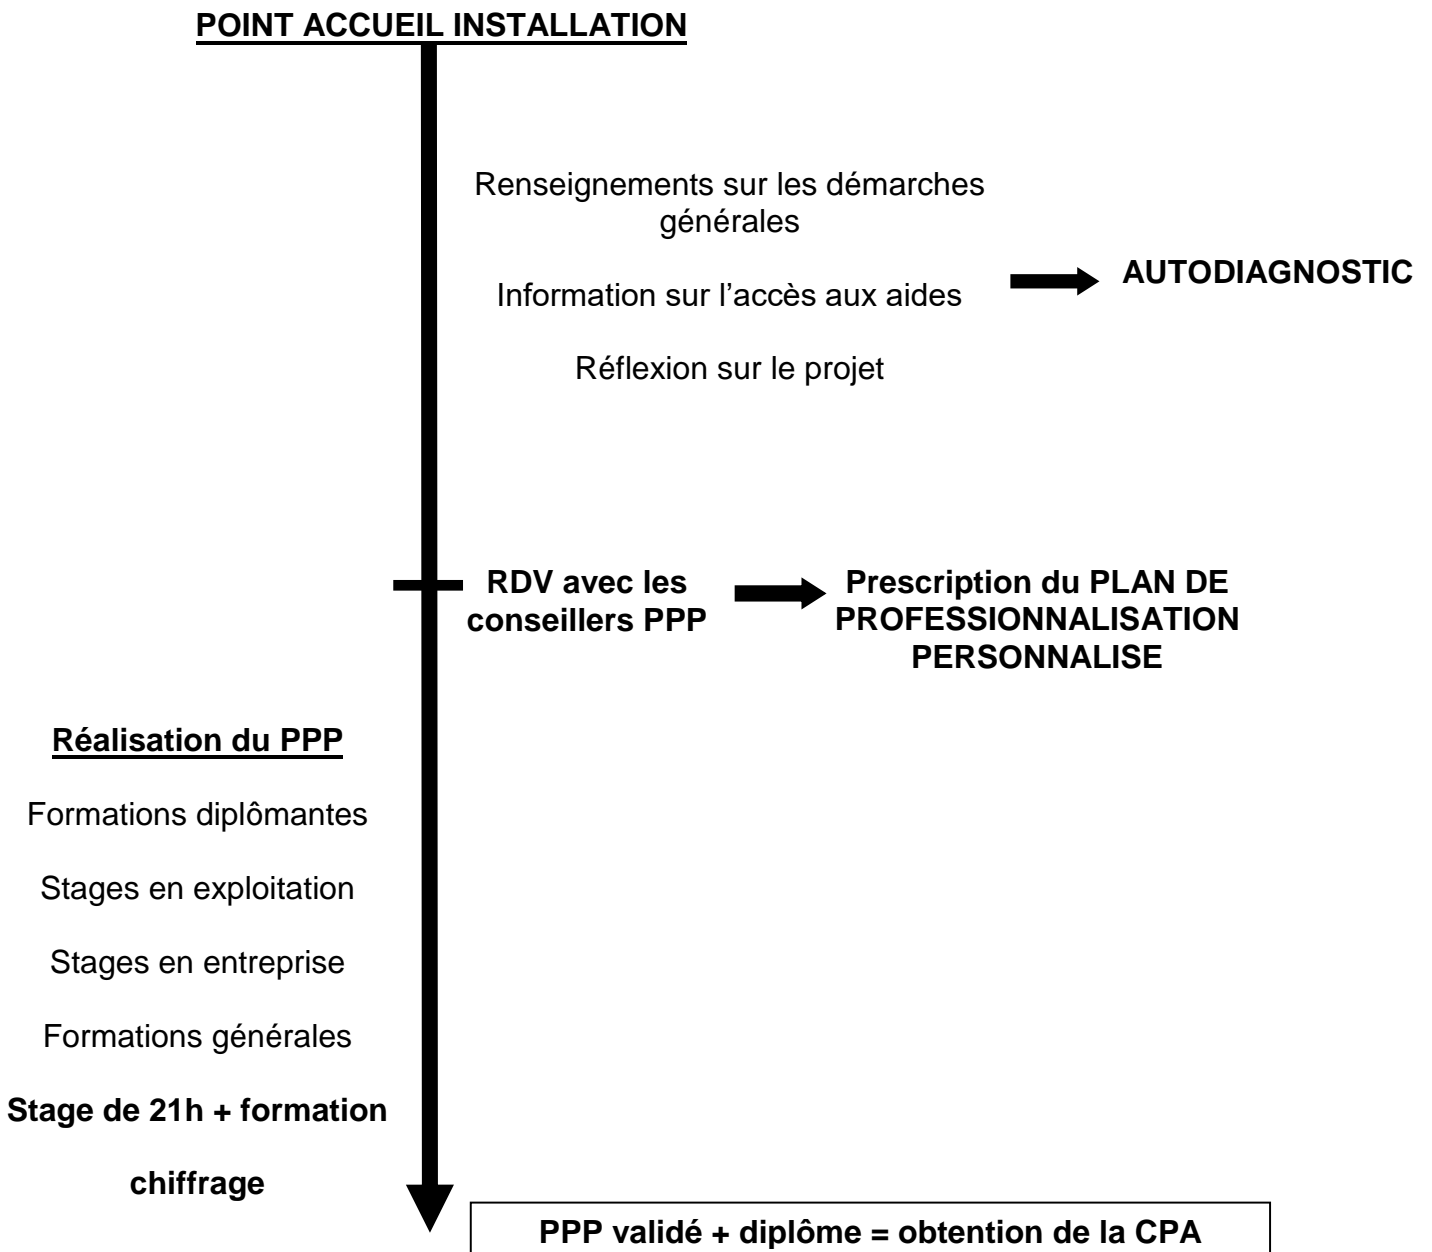 POINT ACCUEIL INSTALLATION
Renseignements sur les démarches
générales
Information sur l’accès aux aides
AUTODIAGNOSTIC
Réflexion sur le projet
RDV avec les
conseillers PPP
Prescription du PLAN DE
PROFESSIONNALISATION
PERSONNALISE
Réalisation du PPP
Formations diplômantes
Stages en exploitation
Stages en entreprise
Formations générales
Stage de 21h + formation
chiffrage
PPP validé + diplôme = obtention de la CPA